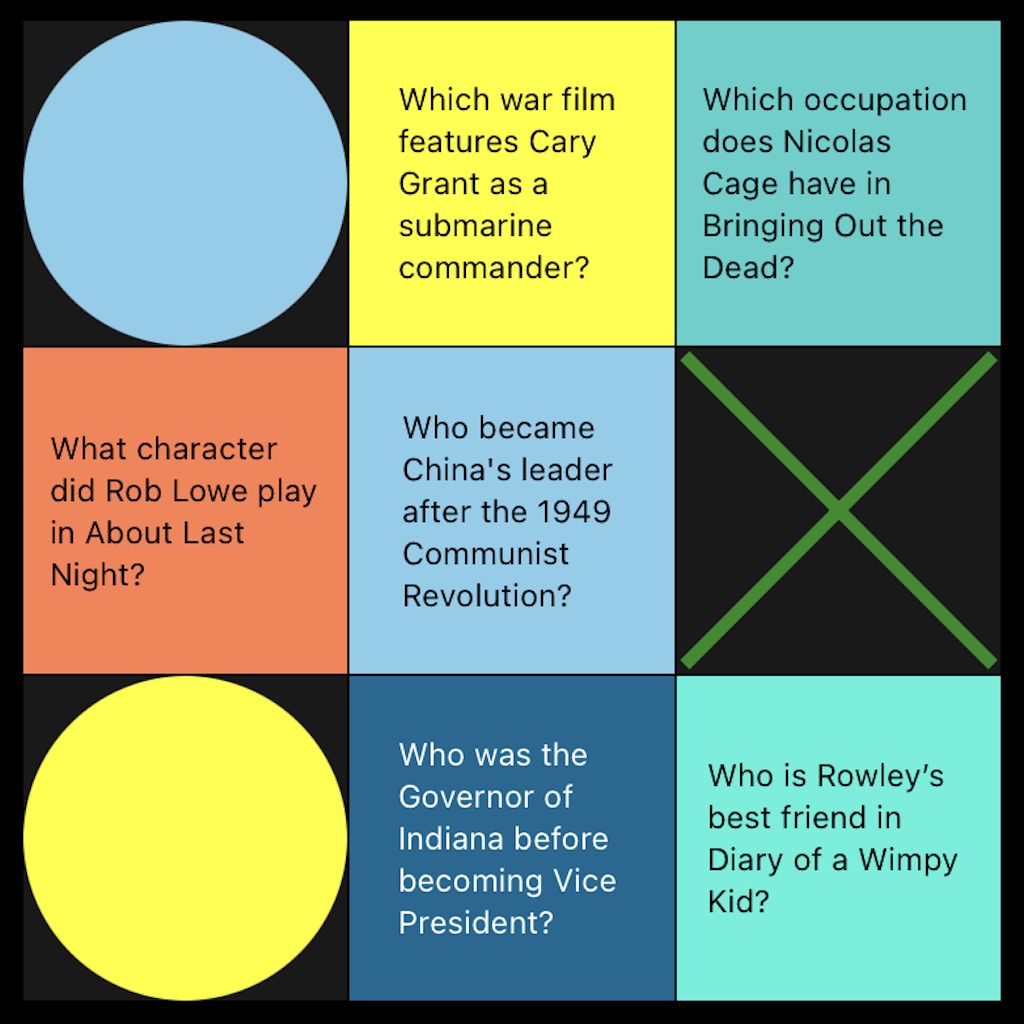 Which war film
features Cary
Grant as a
submarine
commander?
Which occupation
does Nicolas
Cage have in
Bringing Out the
Dead?
What character
did Rob Lowe play
in About Last
Night?
Who became
China's leader
after the 1949
Communist
Revolution?
Who was the
Governor of
Indiana before
becoming Vice
President?
Who is Rowley’s
best friend in
Diary of a Wimpy
Kid?